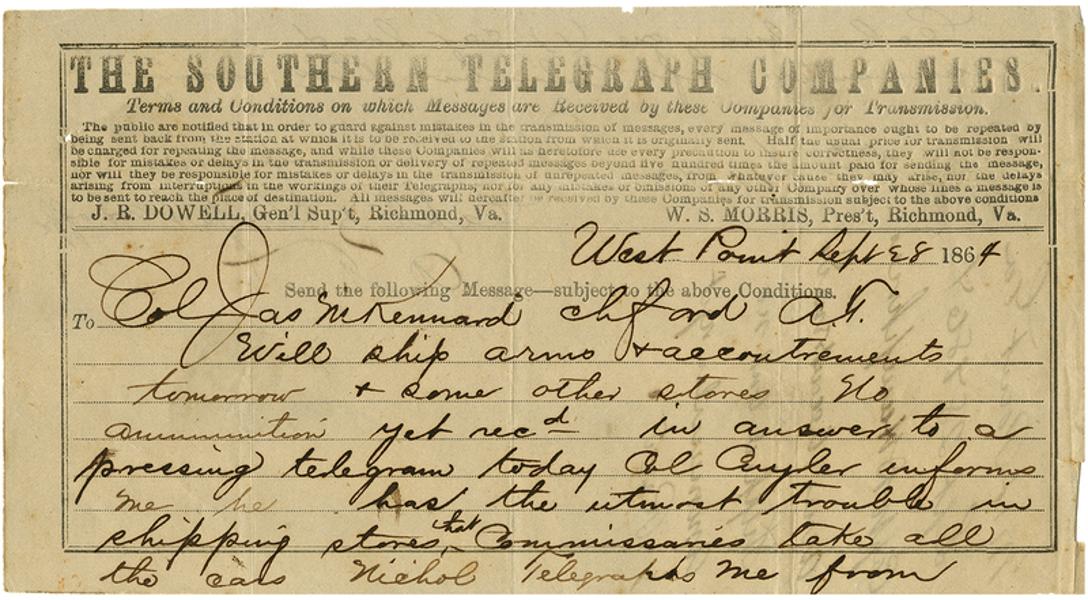 THE SOUTHERN TELEGRAPH COMPANIES.
Terms and Conditions on which Messages are Received by these Companies for Transmission.
The public are notified that in order to guard against mistakes in the transmission of messages, every message of importance ought to be repeated by
being sent back from the station at which it is to be received to the station from which it is originally sent. Half the usual price for transmission will
be charged for repeating the message, and while these Companies will as heretofore use every precaution to insure correctness, they will not be respon-
sible for mistakes or delays in the transmission or delivery of repeated messages beyond five hundred times the amount paid for sending the message,
nor will they be responsible for mistakes or delays in the transmission of unrepeated messages, from whatever cause they may arise, nor for delays
arising from interruptions in the workings of their Telegraphs, nor for any mistakes or omissions of any other Company over whose lines a message is
to be sent to reach the place of destination. All messages will hereafter be received by these Companies for transmission subject to the above conditions
J. R. DOWELL, Gen'l Sup't, Richmond, Va. W. S. MORRIS, Pres't, Richmond, Va.
West Point Sept 28 1864
Send the following Message—subject to the above Conditions.
To Col Jas M Kennard ch ford A.T.
Will ship arms + accoutrements
tomorrow + some other stores No
ammunition yet recd in answer to a
pressing telegram today Col Cuyler informs
me he has the utmost trouble in
shipping stores, that Commissaries take all
the cars Nichol Telegraphs me from